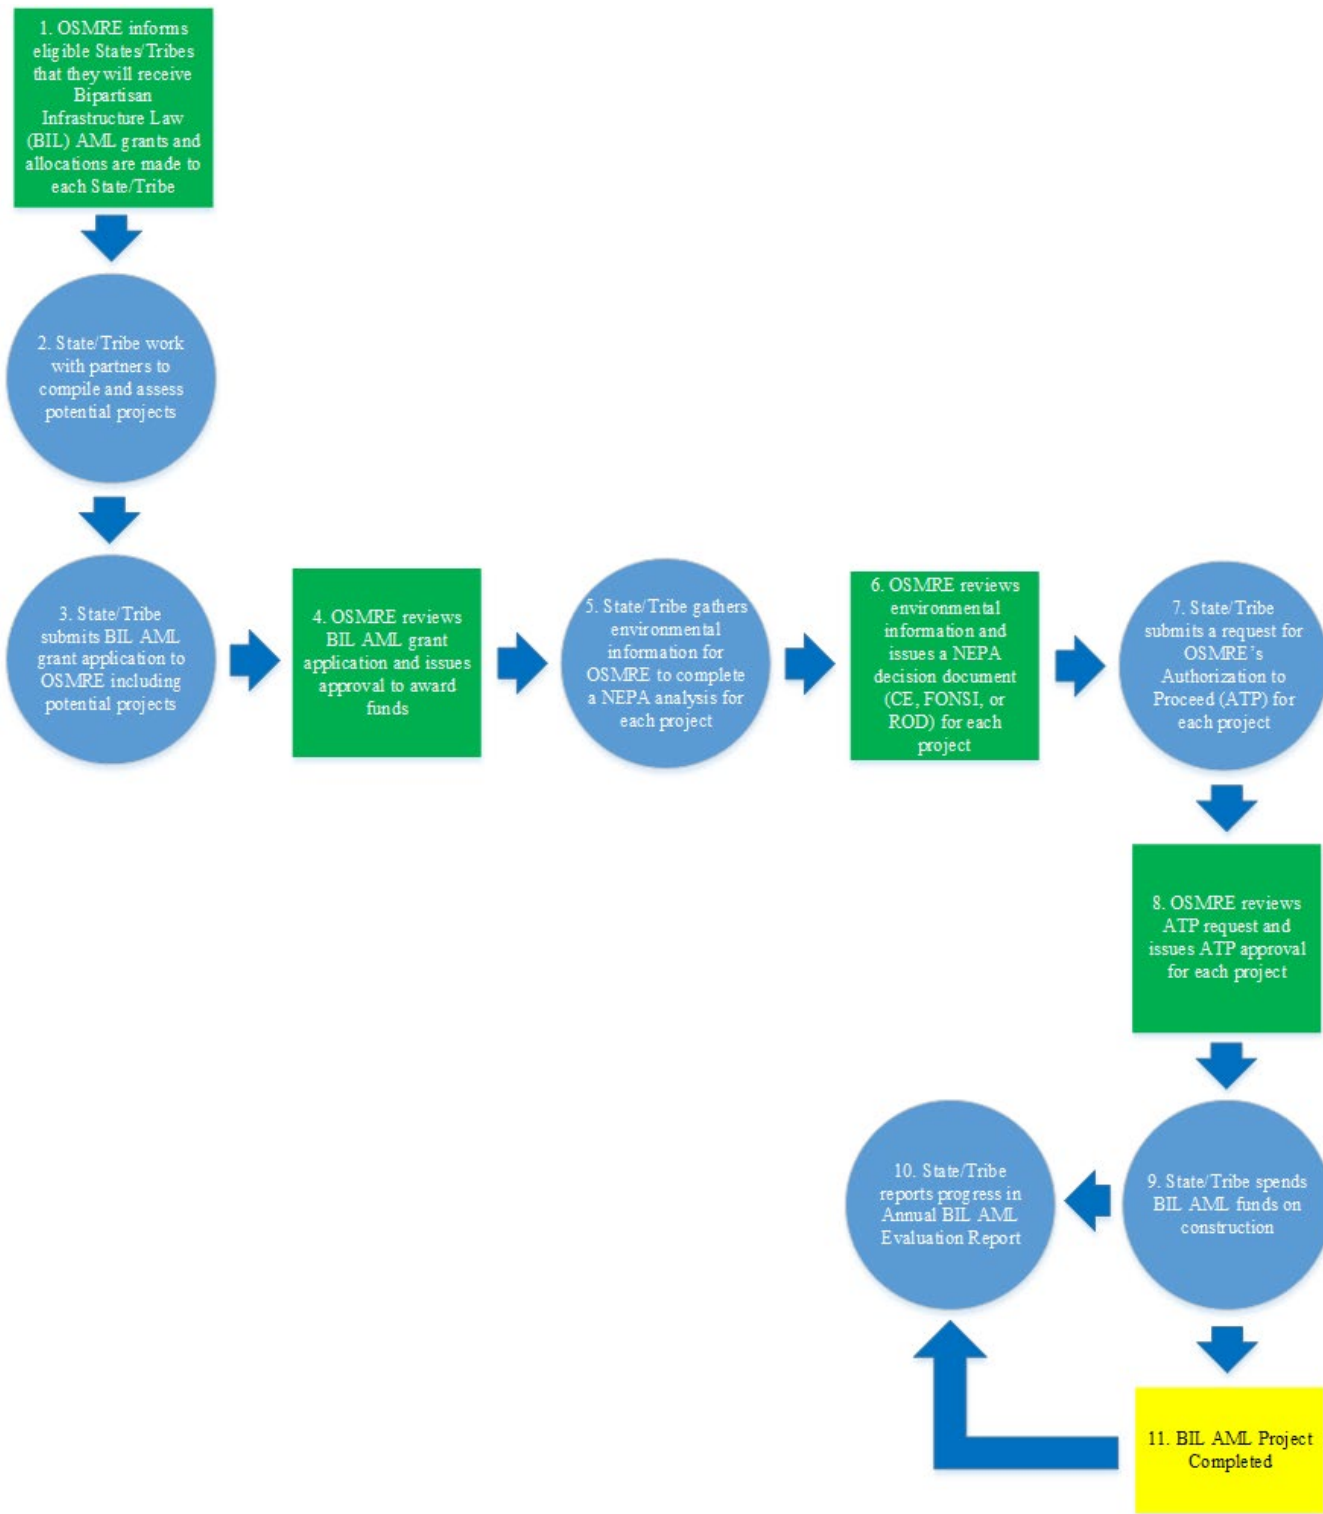 1. OSMRE informs
eligible States/Tribes
that they will receive
Bipartisan
Infrastructure Law
(BIL) AML grants and
allocations are made to
each State/Tribe
2. State/Tribe work
with partners to
compile and assess
potential projects
3. State/Tribe
submits BIL AML
grant application to
OSMRE including
potential projects
4. OSMRE reviews
BIL AML grant
application and issues
approval to award
funds
5. State/Tribe gathers
environmental
information for
OSMRE to complete
a NEPA analysis for
each project
6. OSMRE reviews
environmental
information and
issues a NEPA
decision document
(CE, FONSI, or
ROD) for each
project
7. State/Tribe
submits a request for
OSMRE’s
Authorization to
Proceed (ATP) for
each project
8. OSMRE reviews
ATP request and
issues ATP approval
for each project
9. State/Tribe spends
BIL AML funds on
construction
10. State/Tribe
reports progress in
Annual BIL AML
Evaluation Report
11. BIL AML Project
Completed